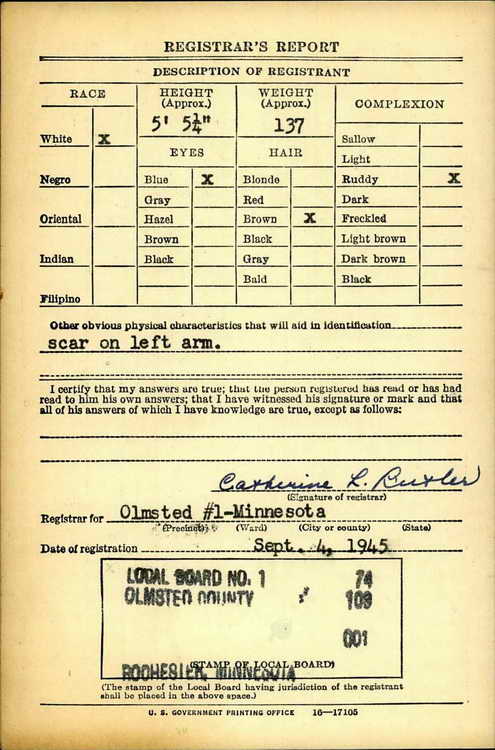 REGISTRAR'S REPORT
DESCRIPTION OF REGISTRANT
RACE
HEIGHT (Approx.)
WEIGHT (Approx.)
COMPLEXION
5' 5¼"
137
White X
Sallow
EYES
HAIR
Light
Negro
Blue X
Blonde
Ruddy X
Gray
Red
Dark
Oriental
Hazel
Brown X
Freckled
Brown
Black
Light brown
Indian
Black
Gray
Dark brown
Bald
Black
Filipino
Other obvious physical characteristics that will aid in identification
scar on left arm.
I certify that my answers are true; that the person registered has read or has had
read to him his own answers; that I have witnessed his signature or mark and that
all of his answers of which I have knowledge are true, except as follows:
Catherine L. Butler
(Signature of registrar)
Registrar for Olmsted #1-Minnesota
(Precinct) (Ward) (City or county) (State)
Date of registration Sept. 4, 1945
LOCAL BOARD NO. 1 74
OLMSTED COUNTY 109
001
(STAMP OF LOCAL BOARD)
ROCHESTER, MINNESOTA
(The stamp of the Local Board having jurisdiction of the registrant
shall be placed in the above space.)
U. S. GOVERNMENT PRINTING OFFICE 16—17105